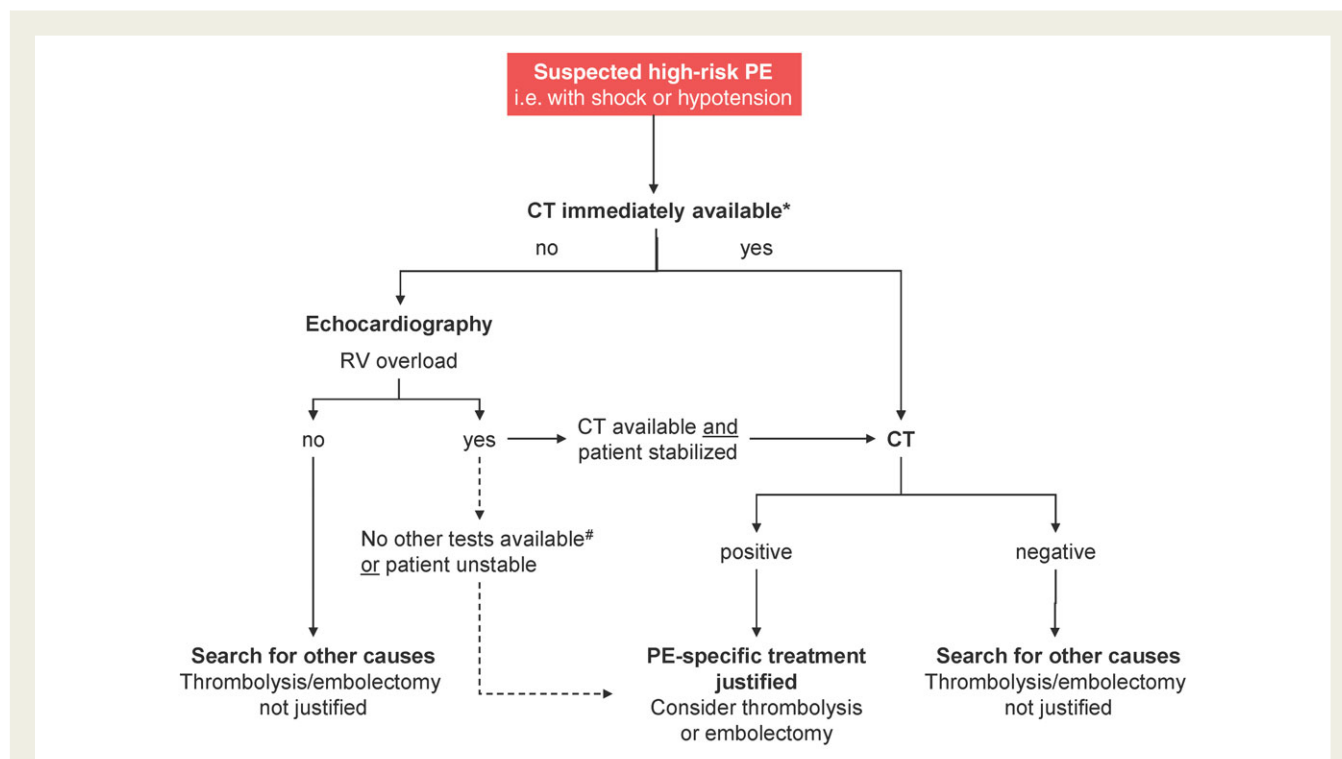 Suspected high-risk PE
i.e. with shock or hypotension
CT immediately available*
no
yes
Echocardiography
RV overload
no
yes
CT available and
patient stabilized
CT
No other tests available#
or patient unstable
positive
negative
Search for other causes
Thrombolysis/embolectomy
not justified
PE-specific treatment
justified
Consider thrombolysis
or embolectomy
Search for other causes
Thrombolysis/embolectomy
not justified